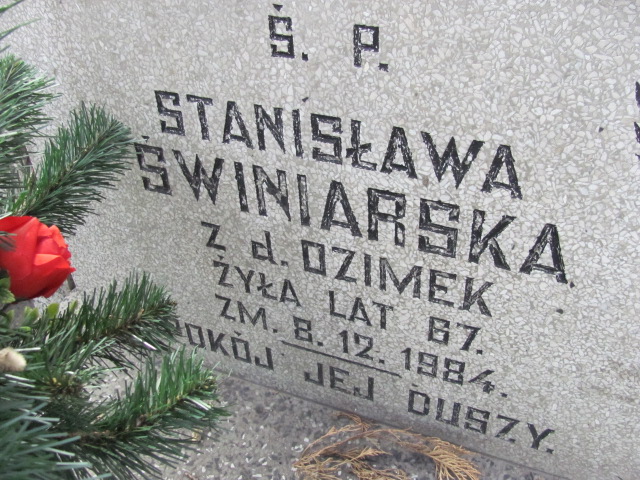 Ś. P.
STANISŁAWA
ŚWINIARSKA
Z d. OZIMEK
ŻYŁA LAT 67.
ZM. 8.12. 1984.
POKÓJ JEJ DUSZY.